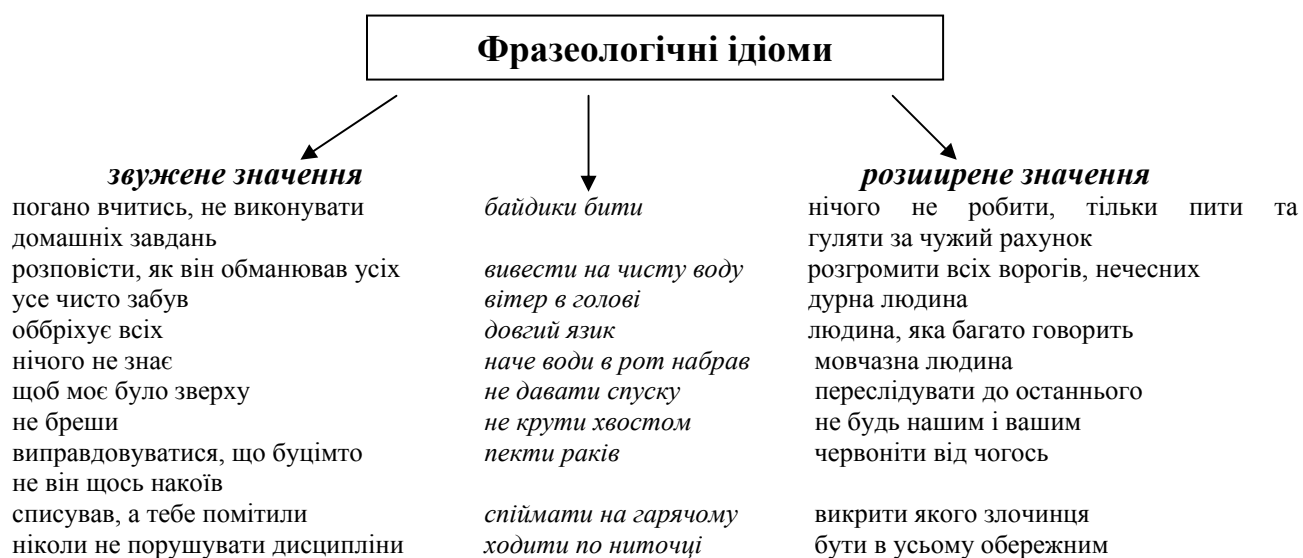 Фразеологічні ідіоми
звужене значення розширене значення
погано вчитись, не виконувати байдики бити нічого не робити, тільки пити та
домашніх завдань гуляти за чужий рахунок
розповісти, як він обманював усіх вивести на чисту воду розгромити всіх ворогів, нечесних
усе чисто забув вітер в голові дурна людина
оббріхує всіх довгий язик людина, яка багато говорить
нічого не знає наче води в рот набрав мовчазна людина
щоб моє було зверху не давати спуску переслідувати до останнього
не бреши не крути хвостом не будь нашим і вашим
виправдовуватися, що буцімто пекти раків червоніти від чогось
не він щось накоїв
списував, а тебе помітили спіймати на гарячому викрити якого злочинця
ніколи не порушувати дисципліни ходити по ниточці бути в усьому обережним